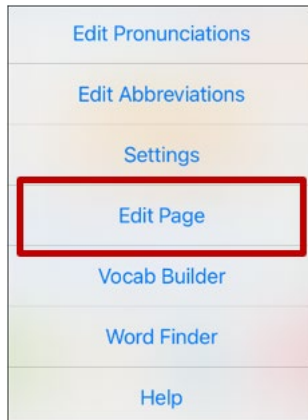 Edit Pronunciations
Edit Abbreviations
Settings
Edit Page
Vocab Builder
Word Finder
Help